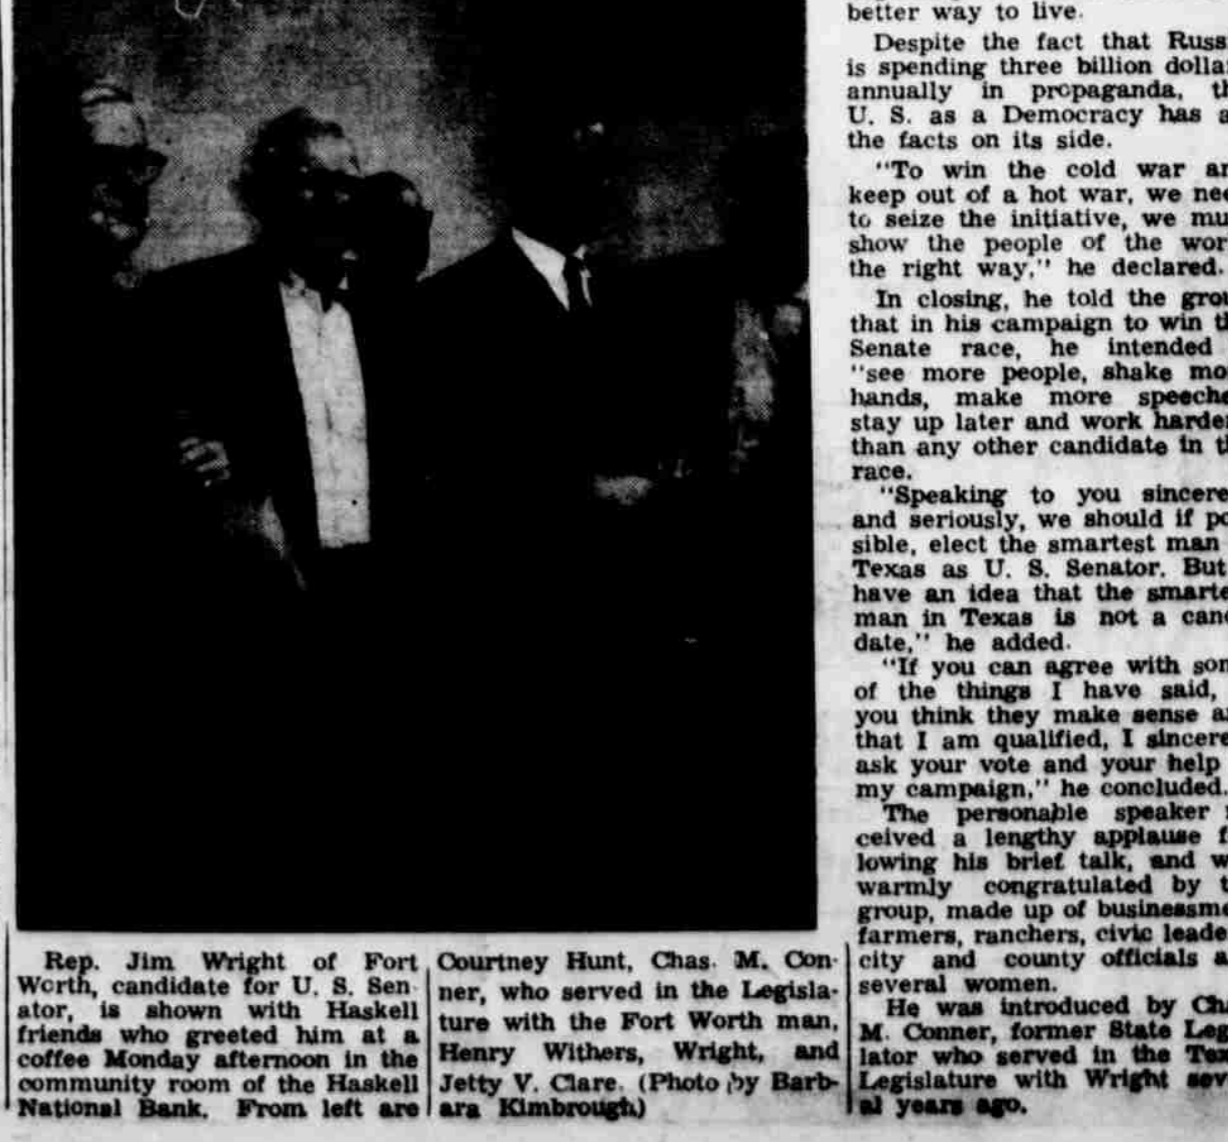 Rep. Jim Wright of Fort
Worth, candidate for U. S. Sen-
ator, is shown with Haskell
friends who greeted him at a
coffee Monday afternoon in the
community room of the Haskell
National Bank. From left are
Courtney Hunt, Chas. M. Con-
ner, who served in the Legisla-
ture with the Fort Worth man,
Henry Withers, Wright, and
Jetty V. Clare. (Photo by Barb-
ara Kimbrough)
better way to live.
Despite the fact that Russ
is spending three billion dolla
annually in propaganda, th
U. S. as a Democracy has a
the facts on its side.
"To win the cold war an
keep out of a hot war, we nee
to seize the initiative, we mu
show the people of the wor
the right way," he declared.
In closing, he told the grou
that in his campaign to win th
Senate race, he intended
"see more people, shake mo
hands, make more speeche
stay up later and work harde
than any other candidate in t
race.
"Speaking to you sincere
and seriously, we should if po
sible, elect the smartest man
Texas as U. S. Senator. But
have an idea that the smarte
man in Texas is not a cand
date," he added.
"If you can agree with som
of the things I have said,
you think they make sense a
that I am qualified, I sincere
ask your vote and your help
my campaign," he concluded.
The personable speaker
ceived a lengthy applause f
lowing his brief talk, and w
warmly congratulated by t
group, made up of businessme
farmers, ranchers, civic leade
city and county officials a
several women.
He was introduced by Ch
M. Conner, former State Leg
lator who served in the Tex
Legislature with Wright sev
al years ago.